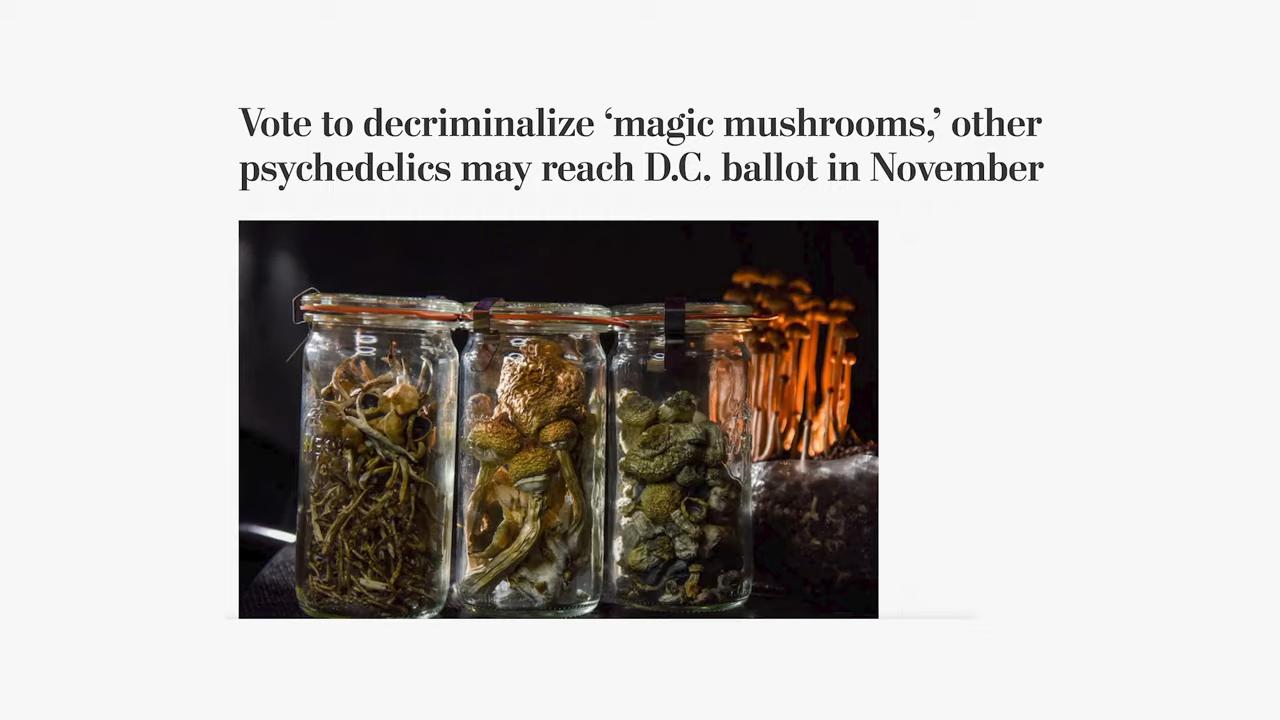 Vote to decriminalize ‘magic mushrooms,’ other
psychedelics may reach D.C. ballot in November